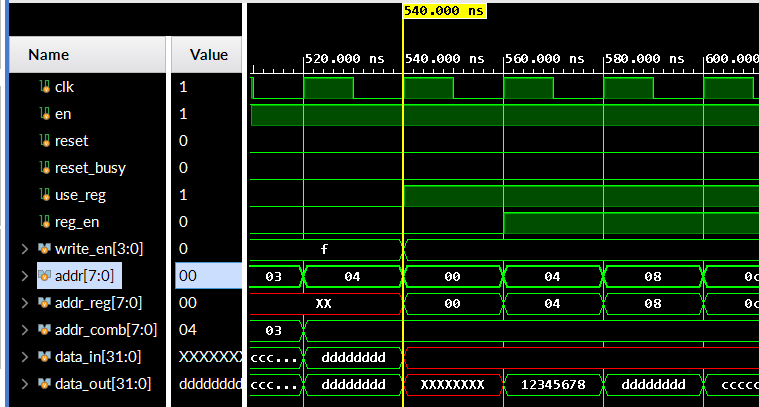 540.000 ns
Name Value 520.000 ns 540.000 ns 560.000 ns 580.000 ns 600.000
clk 1
en 1
reset 0
reset_busy 0
use_reg 1
reg_en 0
write_en[3:0] 0 f
addr[7:0] 00 03 04 00 04 08 0c
addr_reg[7:0] 00 XX 00 04 08 0c
addr_comb[7:0] 04 03
data_in[31:0] XXXXXXX ccc... dddddddd
data_out[31:0] dddddddd ccc... dddddddd XXXXXXXX 12345678 dddddddd ccccc